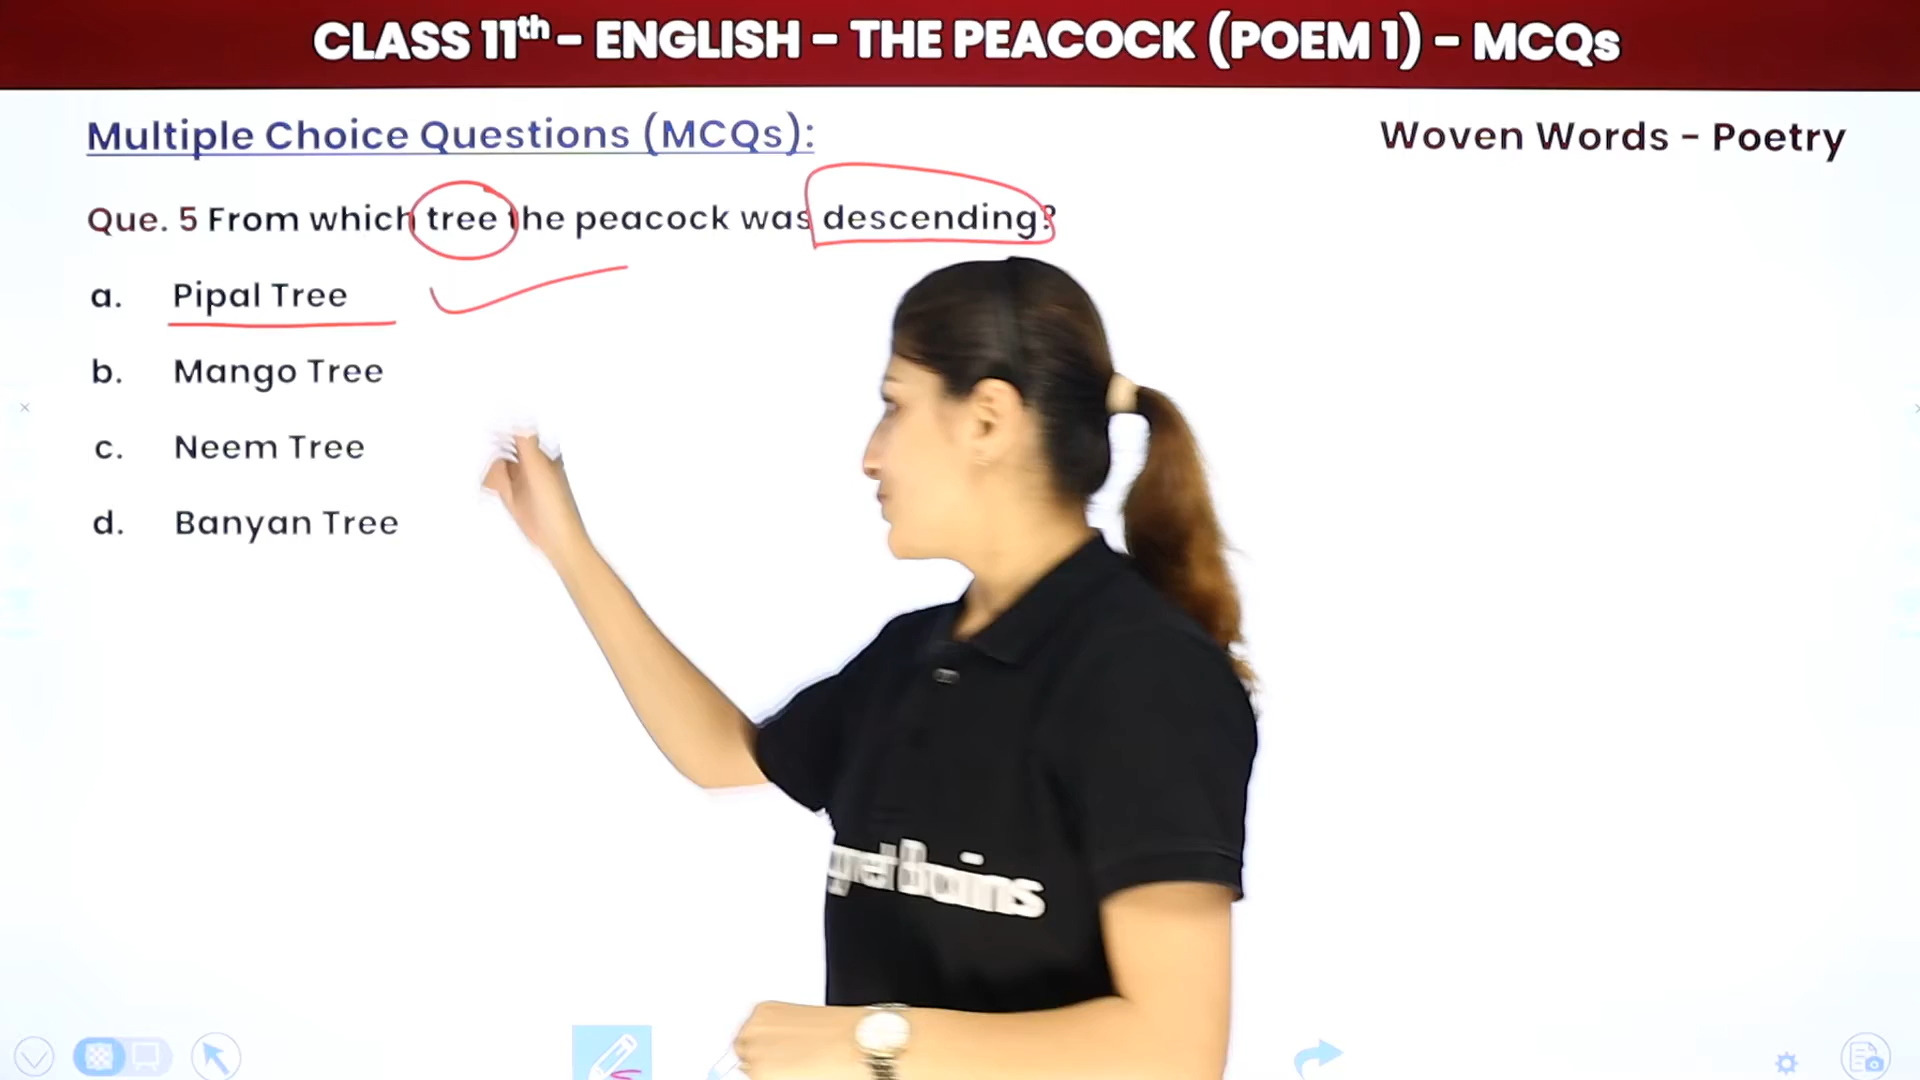 CLASS 11th - ENGLISH - THE PEACOCK (POEM 1) - MCQs
Multiple Choice Questions (MCQs):
Woven Words - Poetry
Que. 5 From which tree the peacock was descending?
a. Pipal Tree
b. Mango Tree
c. Neem Tree
d. Banyan Tree
Brains